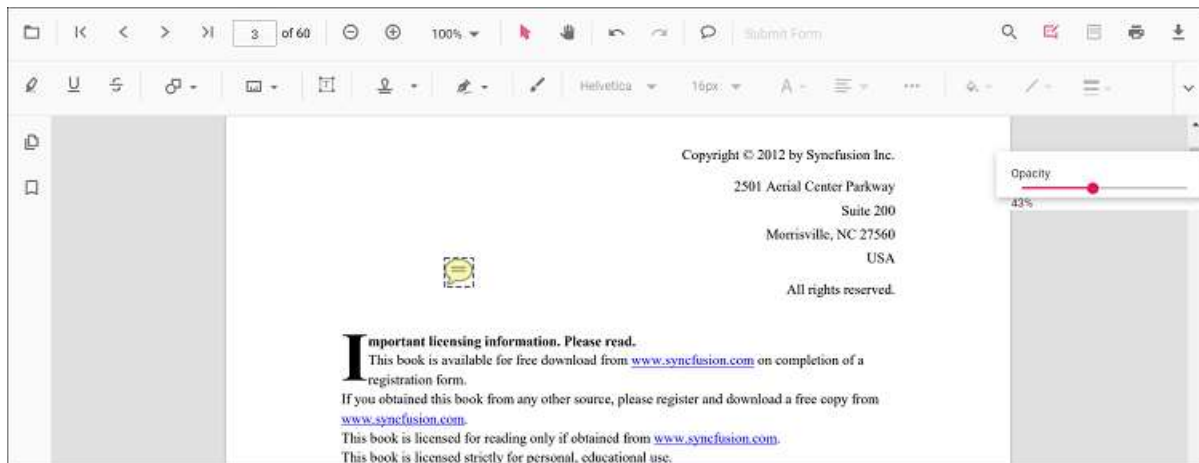 3 of 60 100% Submit Form
Helvetica 16px A
Copyright © 2012 by Syncfusion Inc.
2501 Aerial Center Parkway
Suite 200
Morrisville, NC 27560
USA
All rights reserved.
Opacity
43%
Important licensing information. Please read.
This book is available for free download from www.syncfusion.com on completion of a
registration form.
If you obtained this book from any other source, please register and download a free copy from
www.syncfusion.com.
This book is licensed for reading only if obtained from www.syncfusion.com.
This book is licensed strictly for personal, educational use.